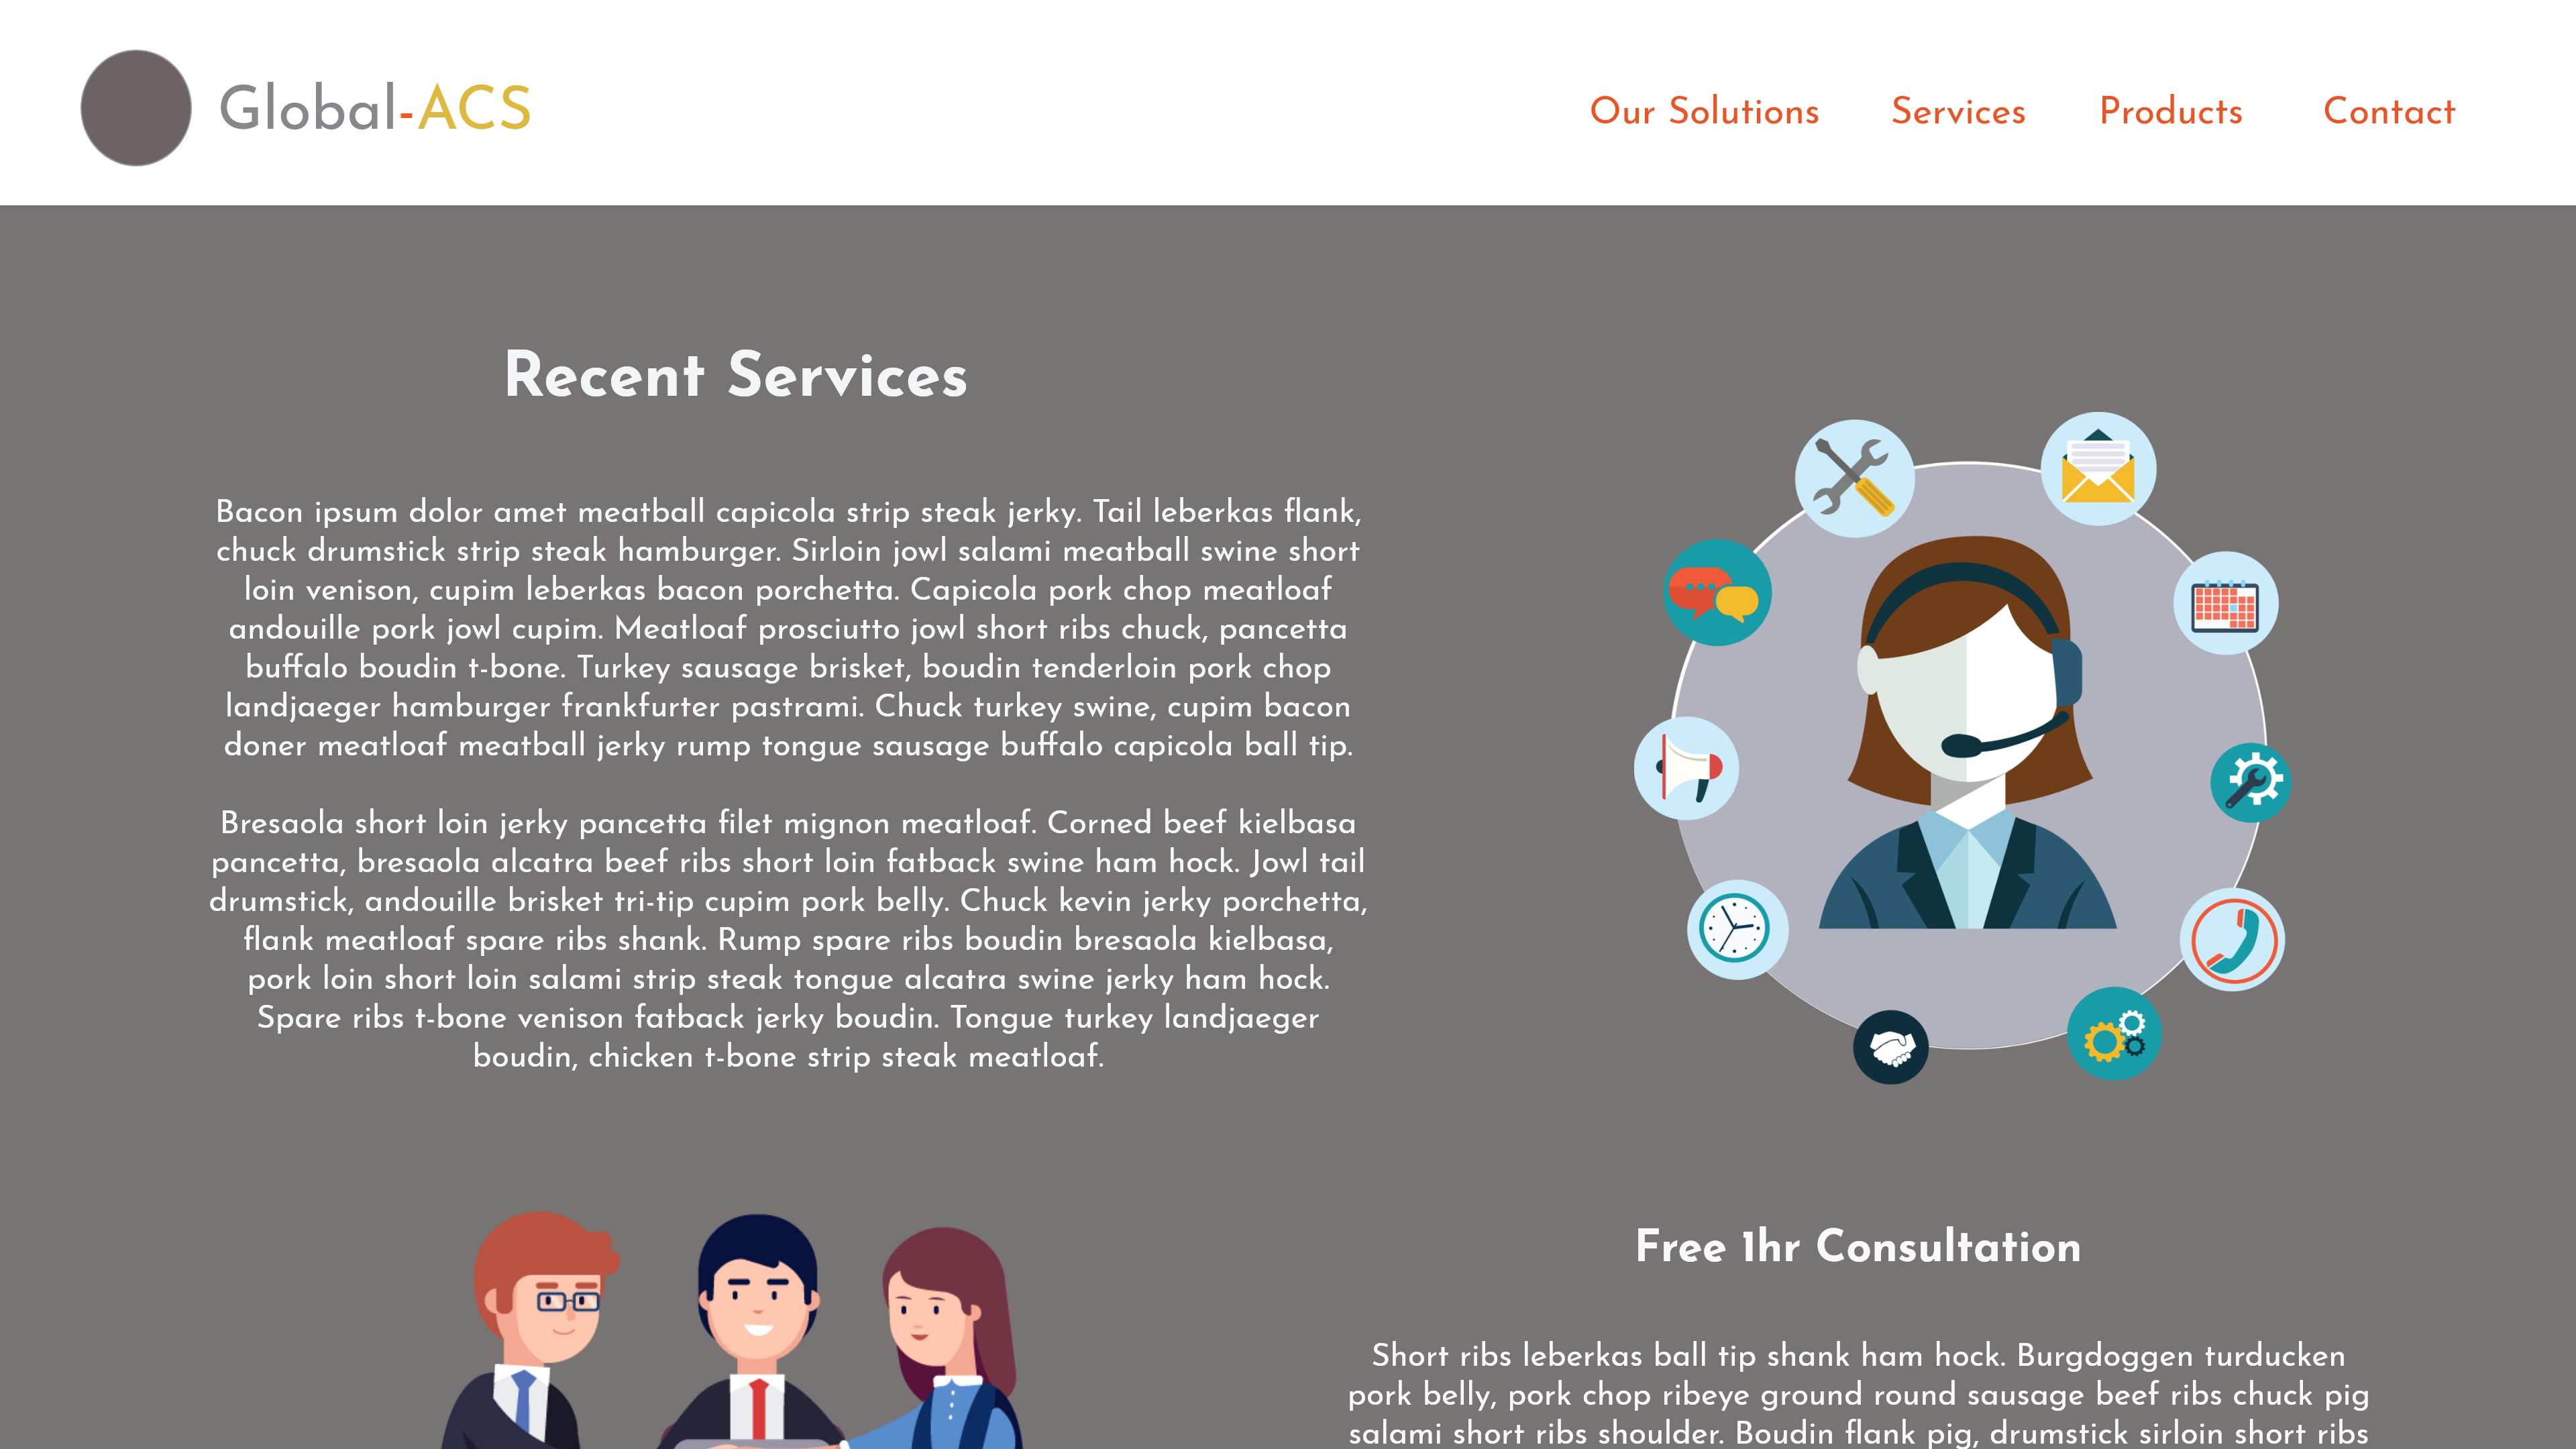 Global-ACS
Our Solutions
Services
Products
Contact
Recent Services
Bacon ipsum dolor amet meatball capicola strip steak jerky. Tail leberkas flank,
chuck drumstick strip steak hamburger. Sirloin jowl salami meatball swine short
loin venison, cupim leberkas bacon porchetta. Capicola pork chop meatloaf
andouille pork jowl cupim. Meatloaf prosciutto jowl short ribs chuck, pancetta
buffalo boudin t-bone. Turkey sausage brisket, boudin tenderloin pork chop
landjaeger hamburger frankfurter pastrami. Chuck turkey swine, cupim bacon
doner meatloaf meatball jerky rump tongue sausage buffalo capicola ball tip.
Bresaola short loin jerky pancetta filet mignon meatloaf. Corned beef kielbasa
pancetta, bresaola alcatra beef ribs short loin fatback swine ham hock. Jowl tail
drumstick, andouille brisket tri-tip cupim pork belly. Chuck kevin jerky porchetta,
flank meatloaf spare ribs shank. Rump spare ribs boudin bresaola kielbasa,
pork loin short loin salami strip steak tongue alcatra swine jerky ham hock.
Spare ribs t-bone venison fatback jerky boudin. Tongue turkey landjaeger
boudin, chicken t-bone strip steak meatloaf.
Free 1hr Consultation
Short ribs leberkas ball tip shank ham hock. Burgdoggen turducken
pork belly, pork chop ribeye ground round sausage beef ribs chuck pig
salami short ribs shoulder. Boudin flank pig, drumstick sirloin short ribs